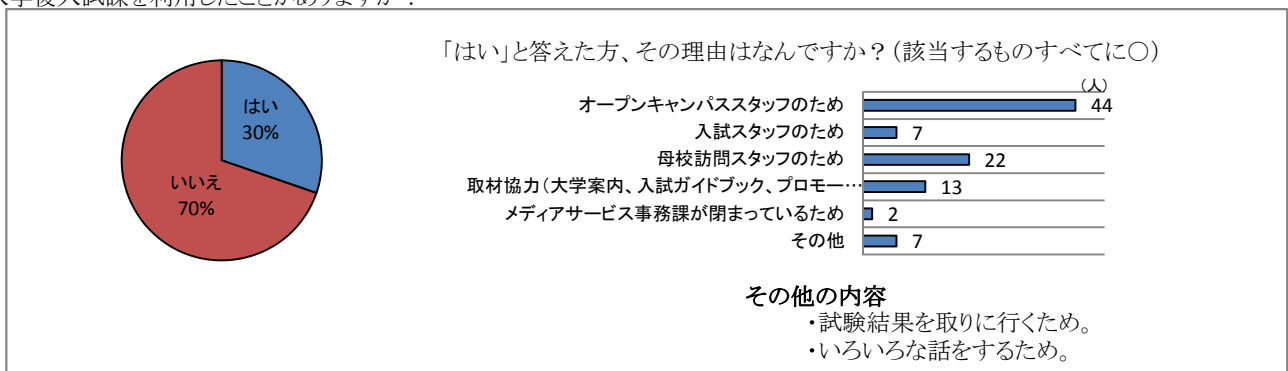 入学後入試課を利用したことがありますか？
「はい」と答えた方、その理由はなんですか？（該当するものすべてに○）
はい
30%
いいえ
70%
（人）
オープンキャンパススタッフのため 44
入試スタッフのため 7
母校訪問スタッフのため 22
取材協力（大学案内、入試ガイドブック、プロモー… 13
メディアサービス事務課が閉まっているため 2
その他 7
その他の内容
・試験結果を取りに行くため。
・いろいろな話をするため。